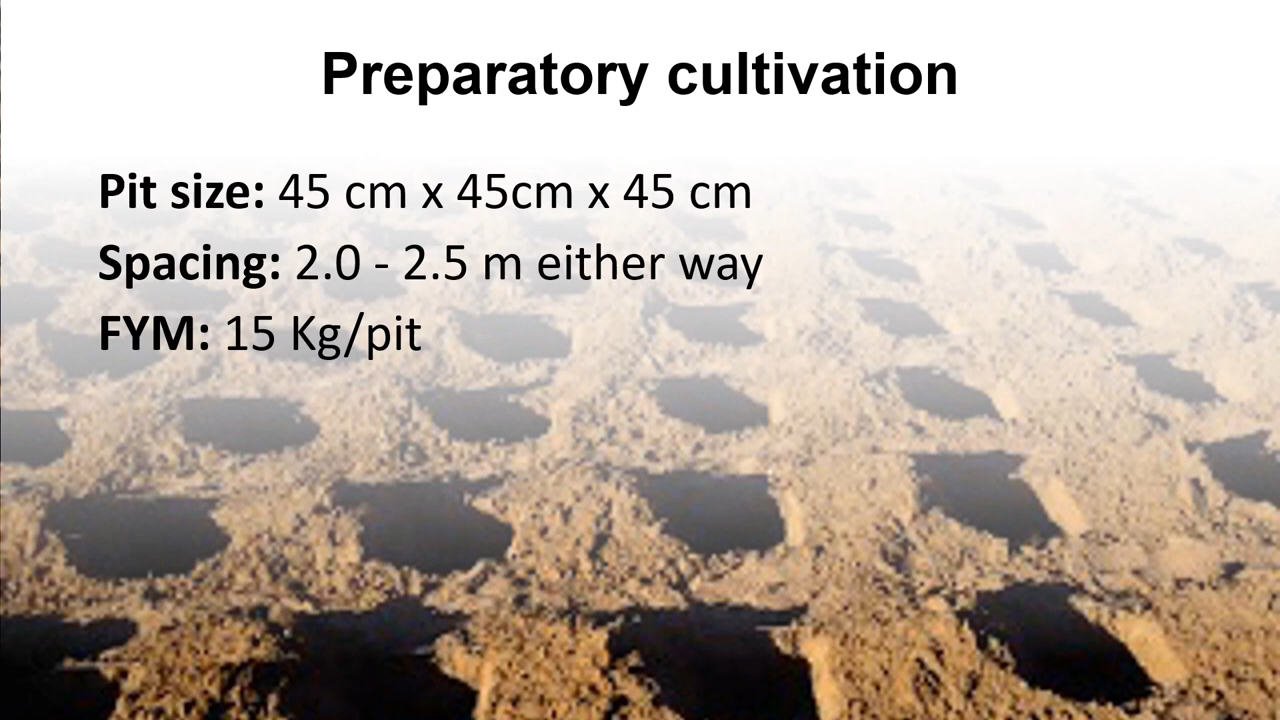 Preparatory cultivation
Pit size: 45 cm x 45cm x 45 cm
Spacing: 2.0 - 2.5 m either way
FYM: 15 Kg/pit